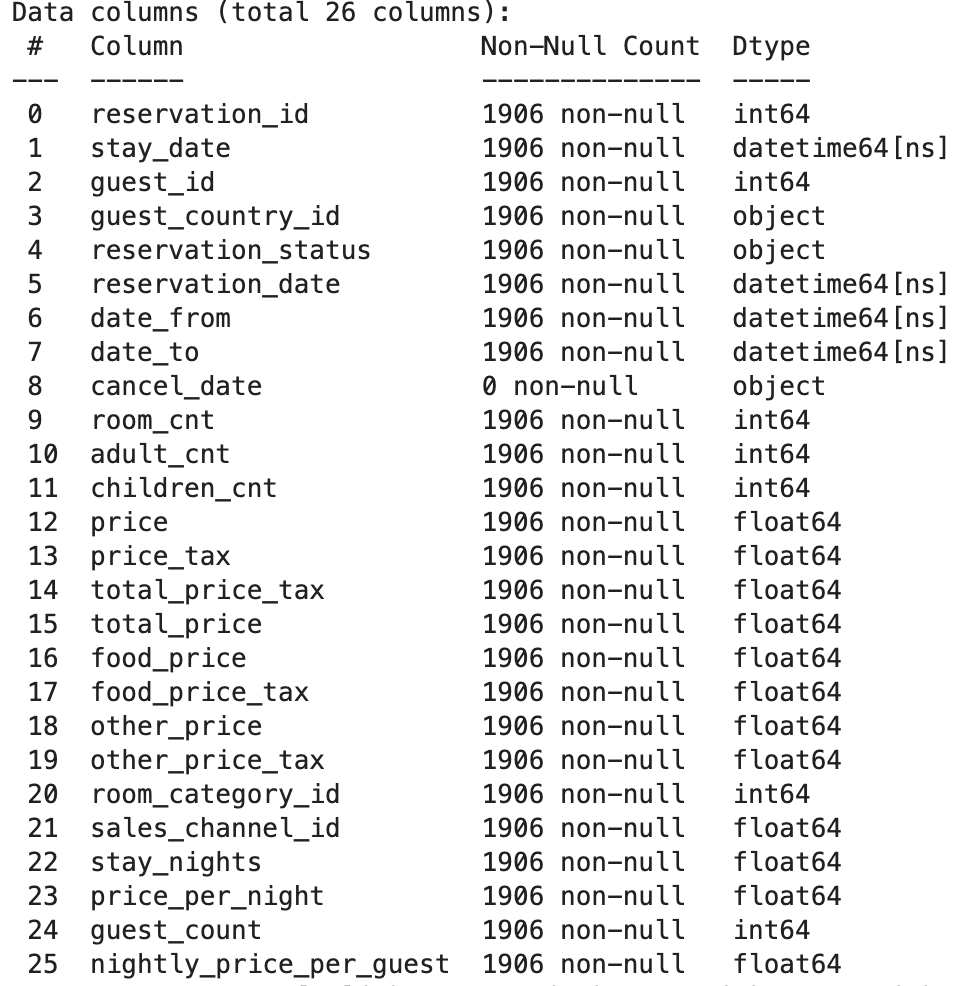 Data columns (total 26 columns):
 #   Column                   Non-Null Count  Dtype
---  ------                   --------------  -----
 0   reservation_id           1906 non-null   int64
 1   stay_date                1906 non-null   datetime64[ns]
 2   guest_id                 1906 non-null   int64
 3   guest_country_id         1906 non-null   object
 4   reservation_status       1906 non-null   object
 5   reservation_date         1906 non-null   datetime64[ns]
 6   date_from                1906 non-null   datetime64[ns]
 7   date_to                  1906 non-null   datetime64[ns]
 8   cancel_date              0 non-null      object
 9   room_cnt                 1906 non-null   int64
 10  adult_cnt                1906 non-null   int64
 11  children_cnt             1906 non-null   int64
 12  price                    1906 non-null   float64
 13  price_tax                1906 non-null   float64
 14  total_price_tax          1906 non-null   float64
 15  total_price              1906 non-null   float64
 16  food_price               1906 non-null   float64
 17  food_price_tax           1906 non-null   float64
 18  other_price              1906 non-null   float64
 19  other_price_tax          1906 non-null   float64
 20  room_category_id         1906 non-null   int64
 21  sales_channel_id         1906 non-null   float64
 22  stay_nights              1906 non-null   float64
 23  price_per_night          1906 non-null   float64
 24  guest_count              1906 non-null   int64
 25  nightly_price_per_guest  1906 non-null   float64